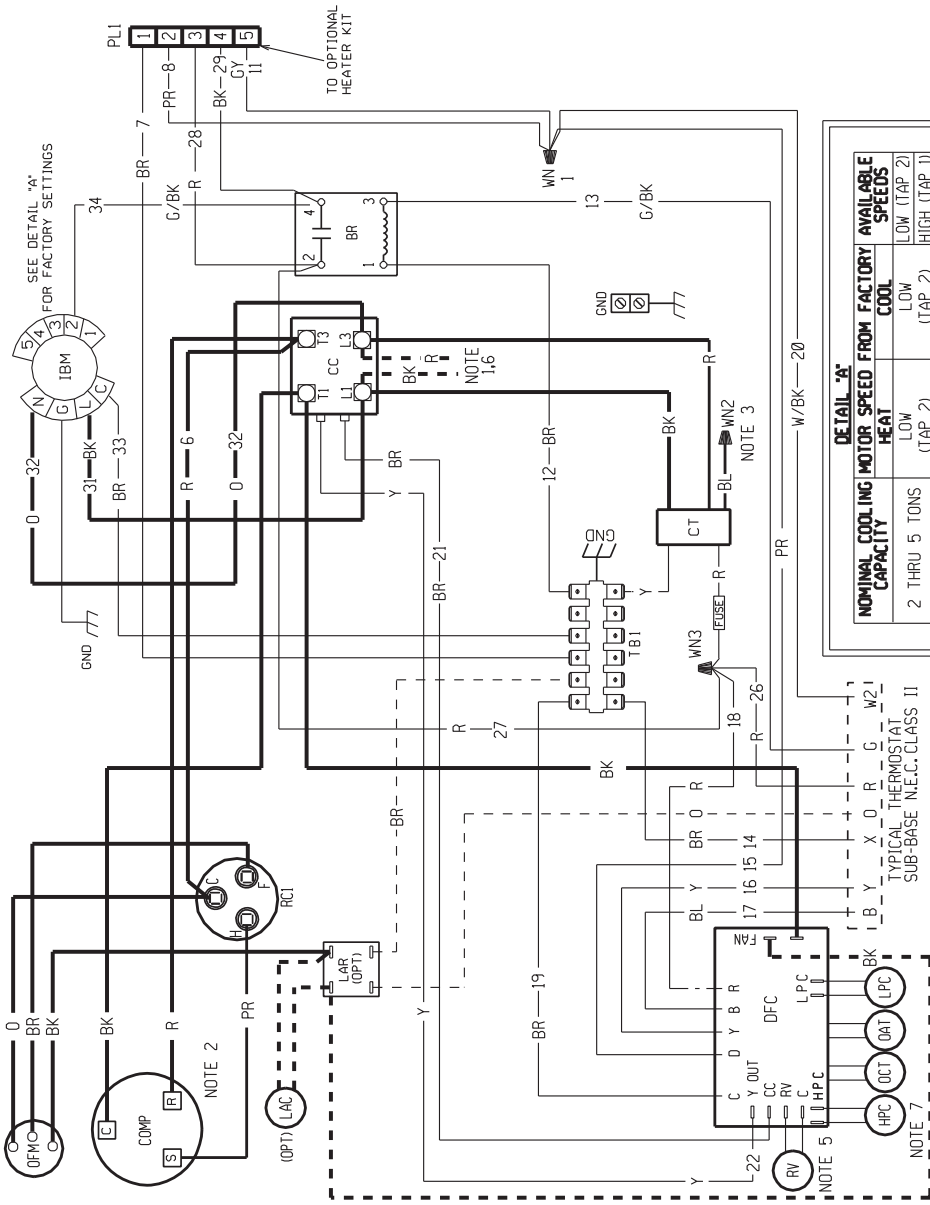 PL1
1
2
3
4
5
TO OPTIONAL
HEATER KIT
BR 7
PR 8
R 28
BK 29
GY
11
SEE DETAIL "A"
FOR FACTORY SETTINGS
IBM
5
4
3
2
1
N
G
L
C
34
G/BK
4
2
BR
3
1
WN
1
13
G/BK
O 32
31 BK
BR 33
GND
R 6
O 32
T3
T1
CC
L3
L1
BK R
NOTE
1,6
GND
BR
Y
12 BR
R
BK
BL WN2
NOTE 3
CT
W/BK 20
BR 21
GND
TB1
Y
R
FUSE
PR
WN3
R 27
18
R 26
BK
BR
O
BR
BK
OFM
C
F
H
RC1
BK
R
PR
C
R
S
COMP
NOTE 2
LAR
(OPT)
LAC
(OPT)
BR
Y
BR 19
R
O
BR 14
15
Y 16
BL 17
FAN
R
B
Y
D
C
DFC
LPC
Y OUT
CC
RV
C
HPC
BK
LPC
OAT
OCT
HPC
NOTE 7
RV
NOTE 5
22
Y
B Y X O R G W2
TYPICAL THERMOSTAT
SUB-BASE N.E.C. CLASS II
DETAIL "A"
NOMINAL COOLING CAPACITY
MOTOR SPEED FROM FACTORY
HEAT
COOL
AVAILABLE SPEEDS
2 THRU 5 TONS
LOW (TAP 2)
LOW (TAP 2)
LOW (TAP 2)
HIGH (TAP 1)